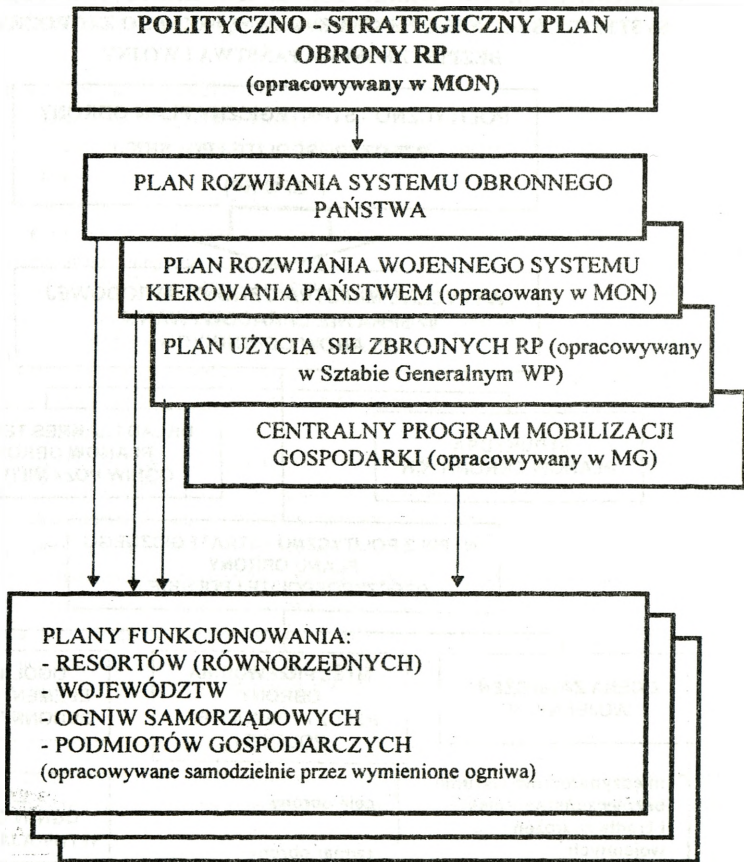 POLITYCZNO - STRATEGICZNY PLAN
OBRONY RP
(opracowywany w MON)
PLAN ROZWIJANIA SYSTEMU OBRONNEGO
PAŃSTWA
PLAN ROZWIJANIA WOJENNEGO SYSTEMU
KIEROWANIA PAŃSTWEM (opracowany w MON)
PLAN UŻYCIA SIŁ ZBROJNYCH RP (opracowywany
w Sztabie Generalnym WP)
CENTRALNY PROGRAM MOBILIZACJI
GOSPODARKI (opracowywany w MG)
PLANY FUNKCJONOWANIA:
- RESORTÓW (RÓWNORZĘDNYCH)
- WOJEWÓDZTW
- OGNIW SAMORZĄDOWYCH
- PODMIOTÓW GOSPODARCZYCH
(opracowywane samodzielnie przez wymienione ogniwa)